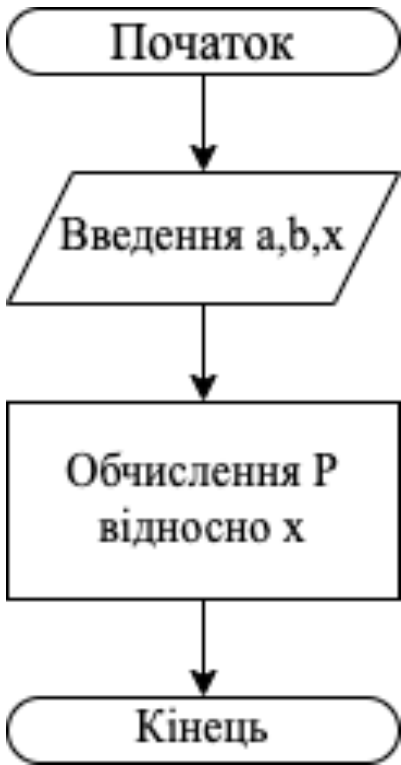 Початок
Введення a,b,x
Обчислення P
відносно x
Кінець